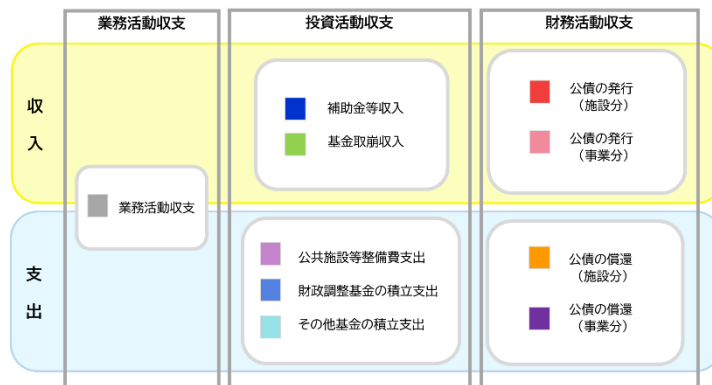 業務活動収支
投資活動収支
財務活動収支
収
入
補助金等収入
基金取崩収入
公債の発行
(施設分)
公債の発行
(事業分)
業務活動収支
支
出
公共施設等整備費支出
財政調整基金の積立支出
その他基金の積立支出
公債の償還
(施設分)
公債の償還
(事業分)